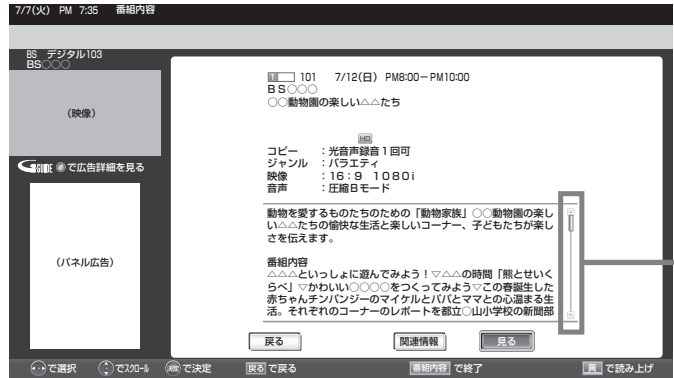 7/7(火) PM 7:35 番組内容
BS デジタル103
BS○○○
(映像)
GGUIDE で広告詳細を見る
(パネル広告)
1 101 7/12(日) PM8:00－PM10:00
BS○○○
○○動物園の楽しい△△たち
HD
コピー ：光音声録音1回可
ジャンル ：バラエティ
映像 ：16：9 1080i
音声 ：圧縮Bモード
動物を愛するものたちのための「動物家族」○○動物園の楽し
い△△たちの愉快な生活と楽しいコーナー、子どもたちが楽し
さを伝えます。
番組内容
△△△といっしょに遊んでみよう！▽△△の時間「熊とせいく
らべ」▽かわいい○○○○をつくってみよう▽この春誕生した
赤ちゃんチンパンジーのマイケルとパパとママとの心温まる生
活。それぞれのコーナーのレポートを都立○山小学校の新聞部
戻る 関連情報 見る
で選択 でスクロール 決定 で決定 戻る で戻る 番組内容 で終了 黄 で読み上げ